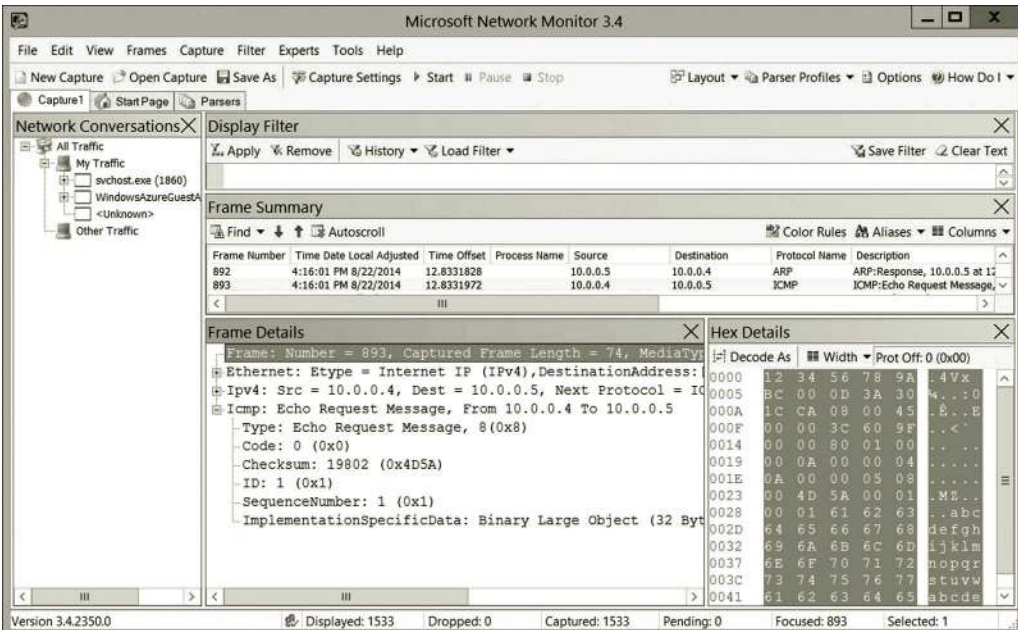 Microsoft Network Monitor 3.4
File Edit View Frames Capture Filter Experts Tools Help
New Capture Open Capture Save As Capture Settings Start Pause Stop Layout Parser Profiles Options How Do I
Capture1 Start Page Parsers
Network Conversations
All Traffic
My Traffic
svchost.exe (1860)
WindowsAzureGuestA
<Unknown>
Other Traffic
Display Filter
Apply Remove History Load Filter Save Filter Clear Text
Frame Summary
Find Autoscroll Color Rules Aliases Columns
Frame Number Time Date Local Adjusted Time Offset Process Name Source Destination Protocol Name Description
892 4:16:01 PM 8/22/2014 12.8331828 10.0.0.5 10.0.0.4 ARP ARP:Response, 10.0.0.5 at 12
893 4:16:01 PM 8/22/2014 12.8331972 10.0.0.4 10.0.0.5 ICMP ICMP:Echo Request Message,
Frame Details
Frame: Number = 893, Captured Frame Length = 74, MediaTyp
Ethernet: Etype = Internet IP (IPv4),DestinationAddress:
Ipv4: Src = 10.0.0.4, Dest = 10.0.0.5, Next Protocol = IC
Icmp: Echo Request Message, From 10.0.0.4 To 10.0.0.5
Type: Echo Request Message, 8(0x8)
Code: 0 (0x0)
Checksum: 19802 (0x4D5A)
ID: 1 (0x1)
SequenceNumber: 1 (0x1)
ImplementationSpecificData: Binary Large Object (32 Byt
Hex Details
Decode As Width Prot Off: 0 (0x00)
0000 12 34 56 78 9A .4Vx
0005 BC 00 0D 3A 30 ¼..:0
000A 1C CA 08 00 45 .Ê..E
000F 00 00 3C 60 9F ..<`
0014 00 00 80 01 00
0019 00 0A 00 00 04 .....
001E 0A 00 00 05 08 .....
0023 00 4D 5A 00 01 .MZ..
0028 00 01 61 62 63 ..abc
002D 64 65 66 67 68 defgh
0032 69 6A 6B 6C 6D ijklm
0037 6E 6F 70 71 72 nopqr
003C 73 74 75 76 77 stuvw
0041 61 62 63 64 65 abcde
Version 3.4.2350.0 Displayed: 1533 Dropped: 0 Captured: 1533 Pending: 0 Focused: 893 Selected: 1